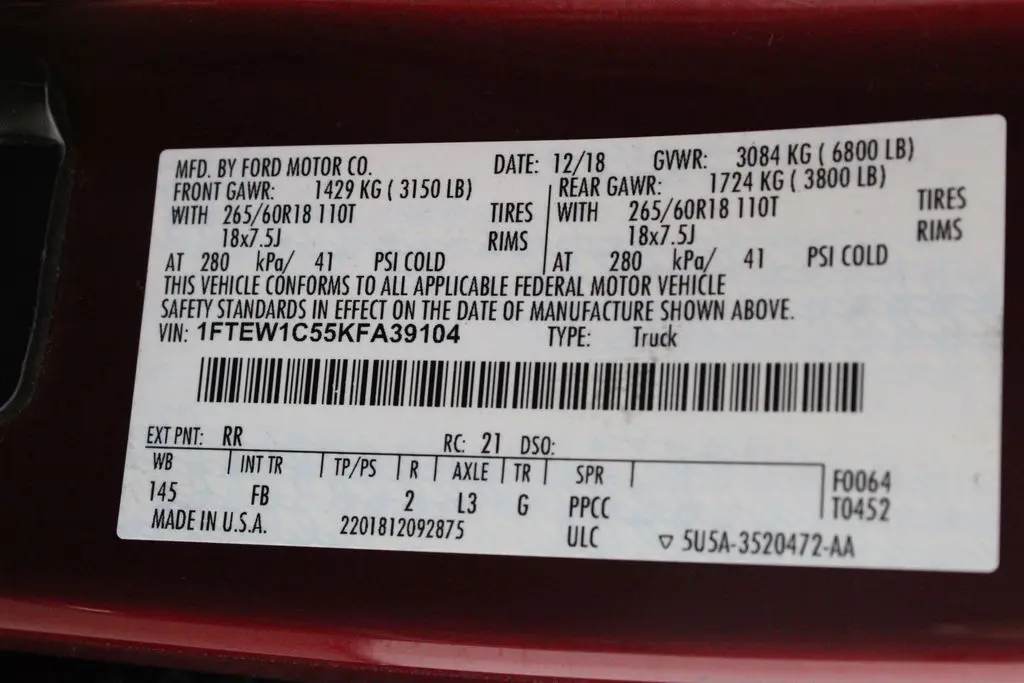 MFD. BY FORD MOTOR CO. DATE: 12/18 GVWR: 3084 KG ( 6800 LB)
FRONT GAWR: 1429 KG ( 3150 LB) REAR GAWR: 1724 KG ( 3800 LB)
WITH 265/60R18 110T TIRES WITH 265/60R18 110T TIRES
18x7.5J RIMS 18x7.5J RIMS
AT 280 kPa/ 41 PSI COLD AT 280 kPa/ 41 PSI COLD
THIS VEHICLE CONFORMS TO ALL APPLICABLE FEDERAL MOTOR VEHICLE
SAFETY STANDARDS IN EFFECT ON THE DATE OF MANUFACTURE SHOWN ABOVE.
VIN: 1FTEW1C55KFA39104 TYPE: Truck
EXT PNT: RR RC: 21 DSO:
WB INT TR TP/PS R AXLE TR SPR F0064
145 FB 2 L3 G PPCC T0452
MADE IN U.S.A. 2201812092875 ULC ▽ 5U5A-3520472-AA